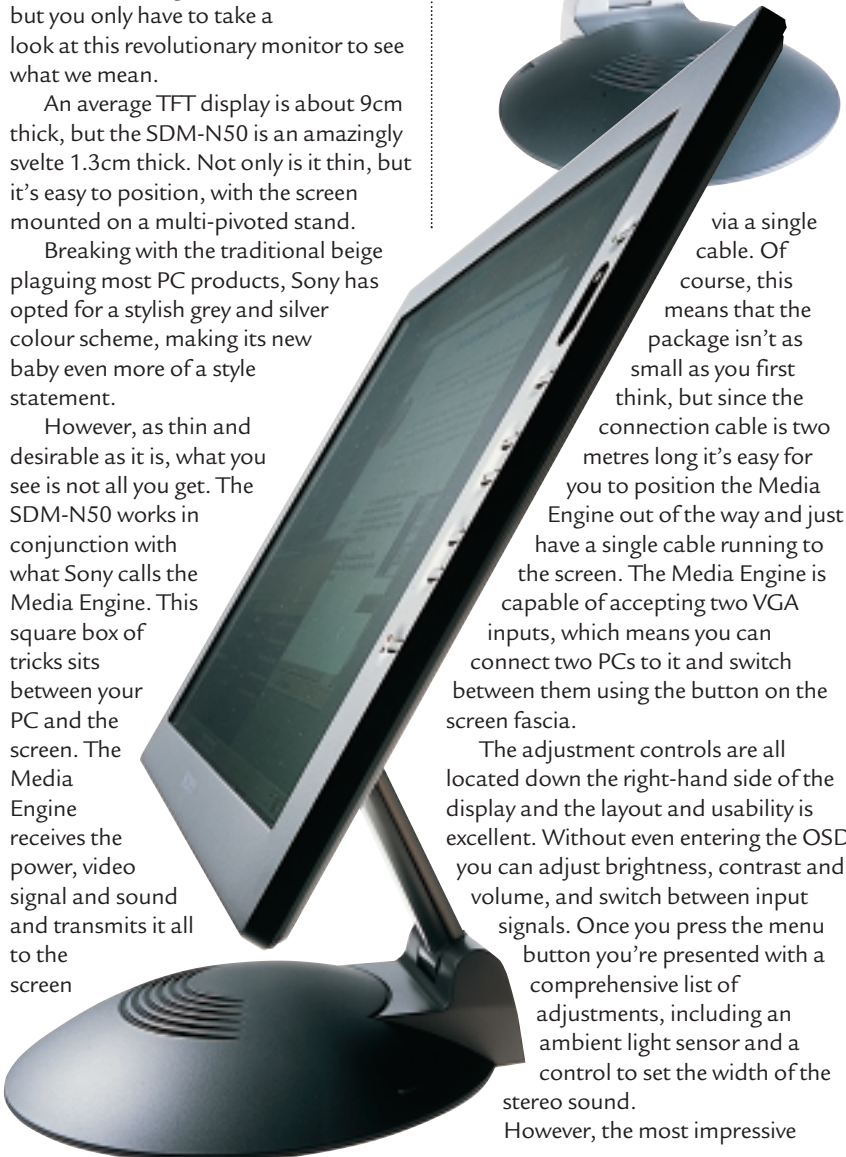 but you only have to take a
look at this revolutionary monitor to see
what we mean.
An average TFT display is about 9cm
thick, but the SDM-N50 is an amazingly
svelte 1.3cm thick. Not only is it thin, but
it's easy to position, with the screen
mounted on a multi-pivoted stand.
Breaking with the traditional beige
plaguing most PC products, Sony has
opted for a stylish grey and silver
colour scheme, making its new
baby even more of a style
statement.
However, as thin and
desirable as it is, what you
see is not all you get. The
SDM-N50 works in
conjunction with
what Sony calls the
Media Engine. This
square box of
tricks sits
between your
PC and the
screen. The
Media
Engine
receives the
power, video
signal and sound
and transmits it all
to the
screen
via a single
cable. Of
course, this
means that the
package isn't as
small as you first
think, but since the
connection cable is two
metres long it's easy for
you to position the Media
Engine out of the way and just
have a single cable running to
the screen. The Media Engine is
capable of accepting two VGA
inputs, which means you can
connect two PCs to it and switch
between them using the button on the
screen fascia.
The adjustment controls are all
located down the right-hand side of the
display and the layout and usability is
excellent. Without even entering the OSD
you can adjust brightness, contrast and
volume, and switch between input
signals. Once you press the menu
button you're presented with a
comprehensive list of
adjustments, including an
ambient light sensor and a
control to set the width of the
stereo sound.
However, the most impressive